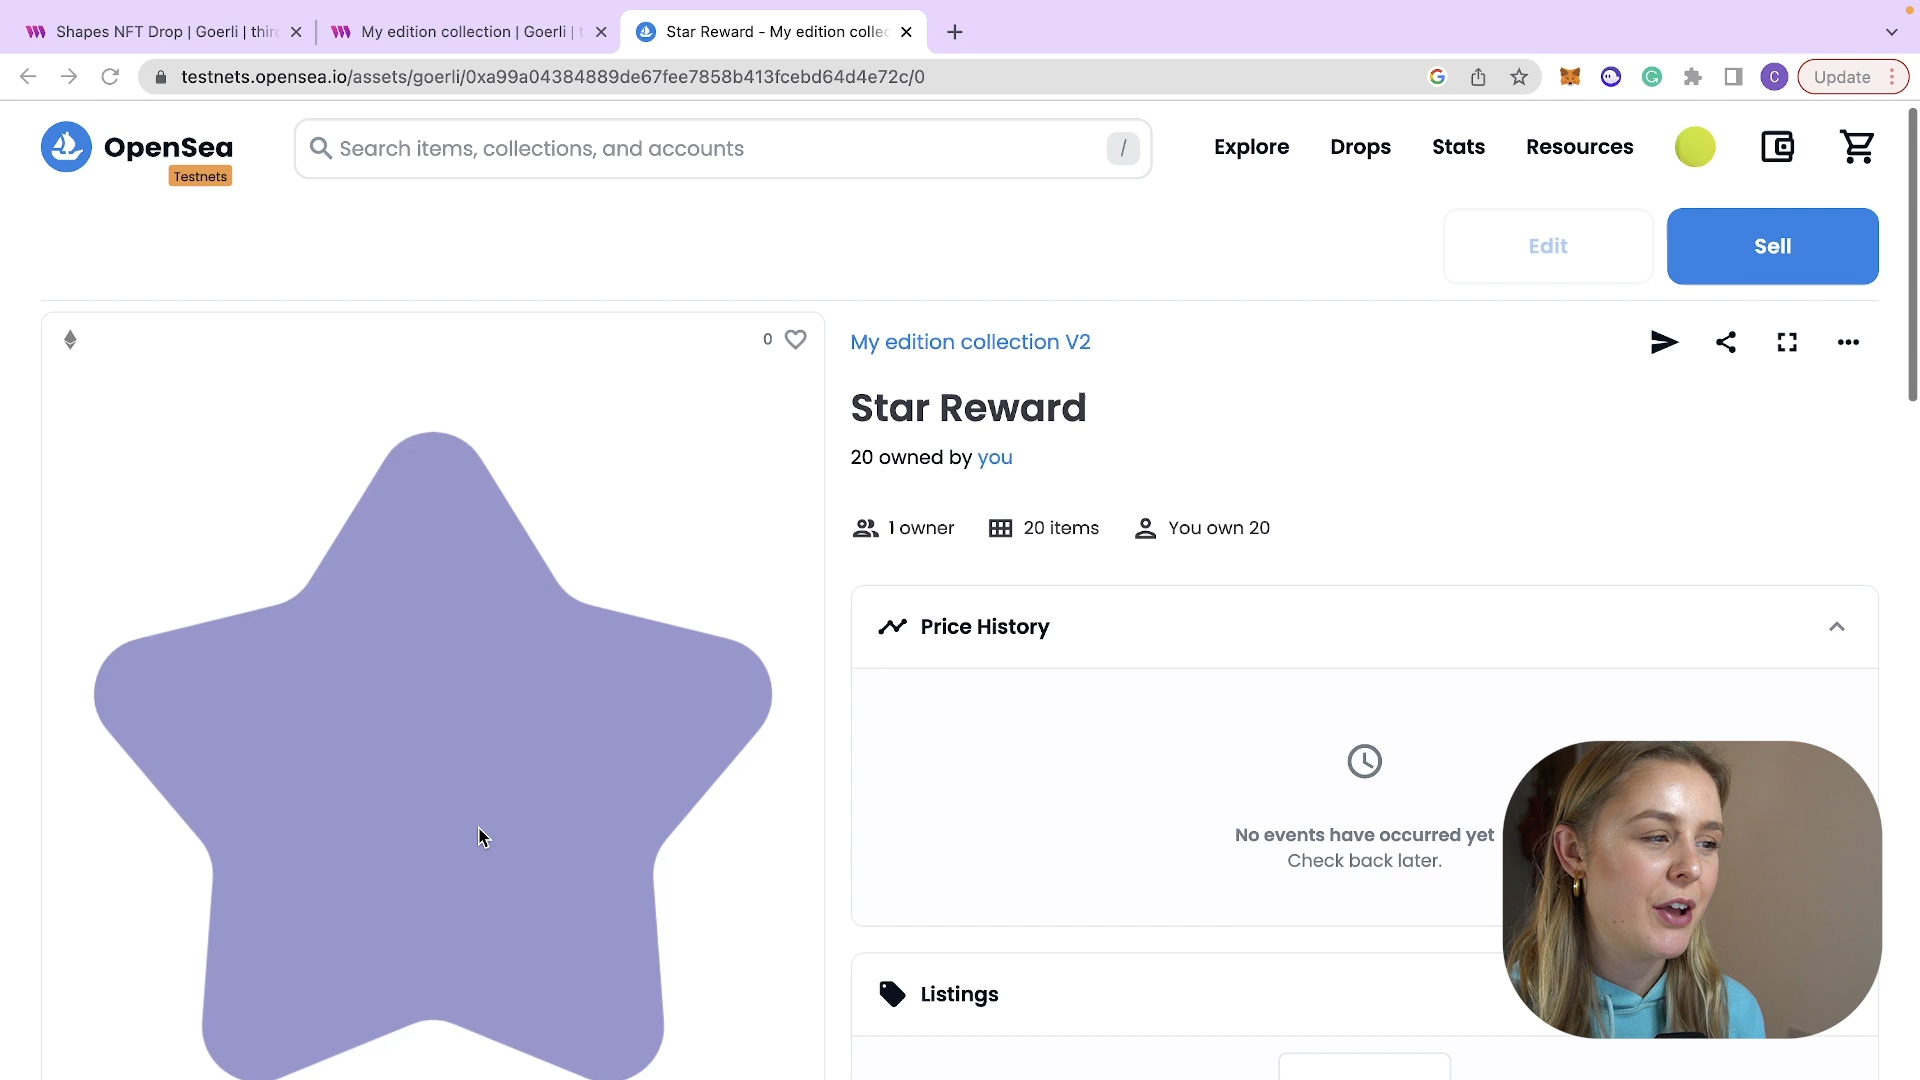 Shapes NFT Drop | Goerli | thir
My edition collection | Goerli | t
Star Reward - My edition collec
testnets.opensea.io/assets/goerli/0xa99a04384889de67fee7858b413fcebd64d4e72c/0
C
Update
OpenSea
Testnets
Search items, collections, and accounts
/
Explore
Drops
Stats
Resources
Edit
Sell
0
My edition collection V2
Star Reward
20 owned by you
1 owner
20 items
You own 20
Price History
No events have occurred yet
Check back later.
Listings